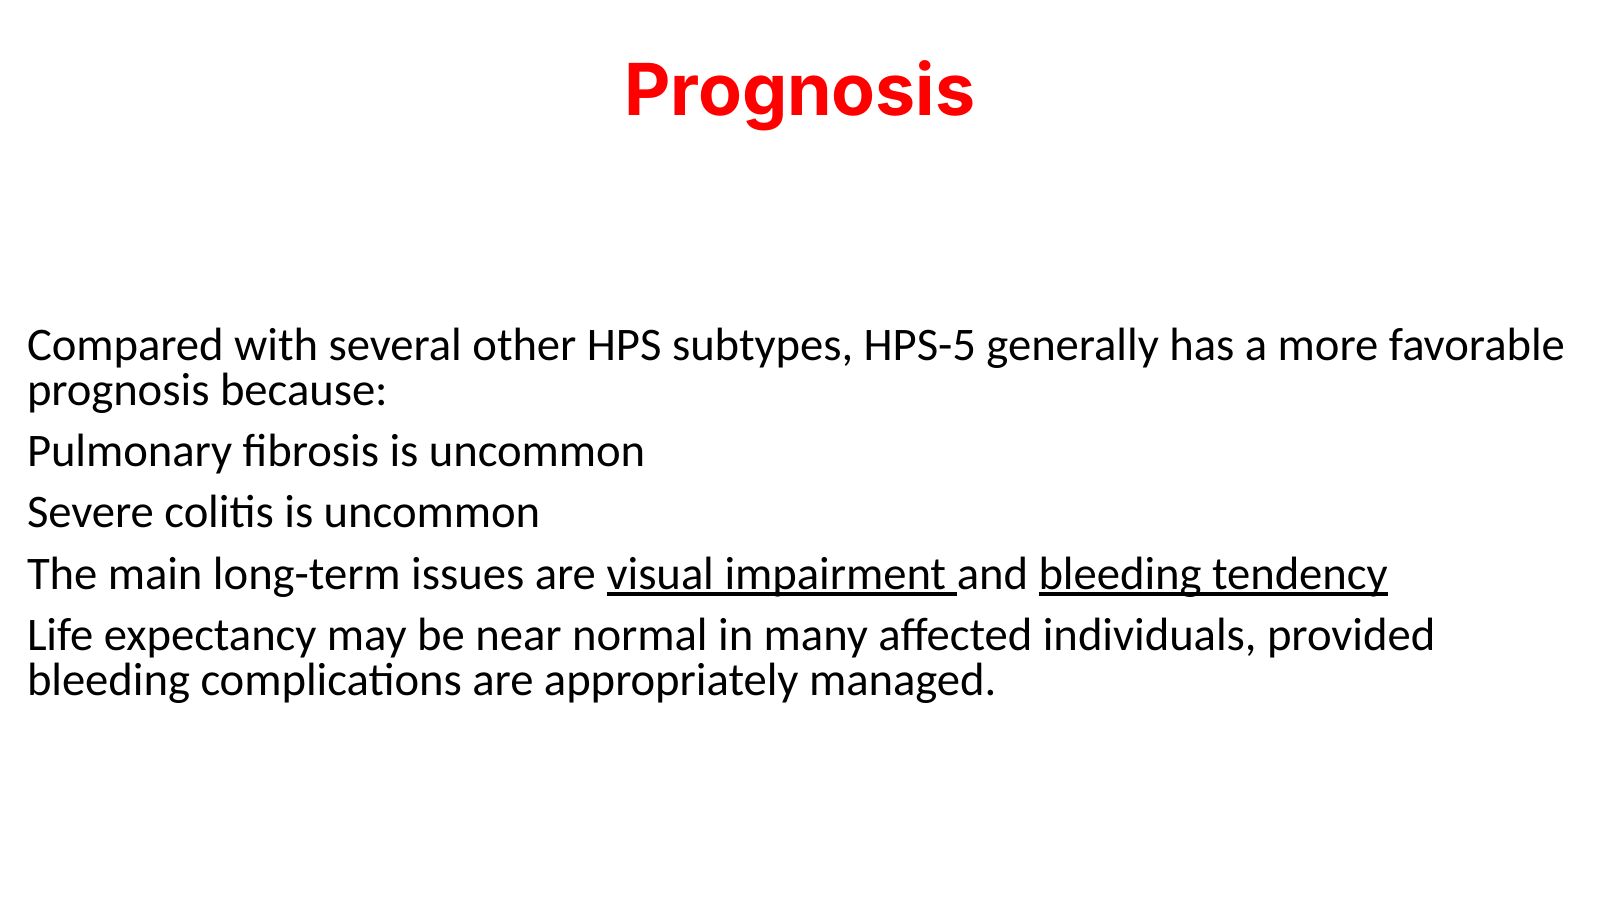 Prognosis
Compared with several other HPS subtypes, HPS-5 generally has a more favorable
prognosis because:
Pulmonary fibrosis is uncommon
Severe colitis is uncommon
The main long-term issues are visual impairment and bleeding tendency
Life expectancy may be near normal in many affected individuals, provided
bleeding complications are appropriately managed.